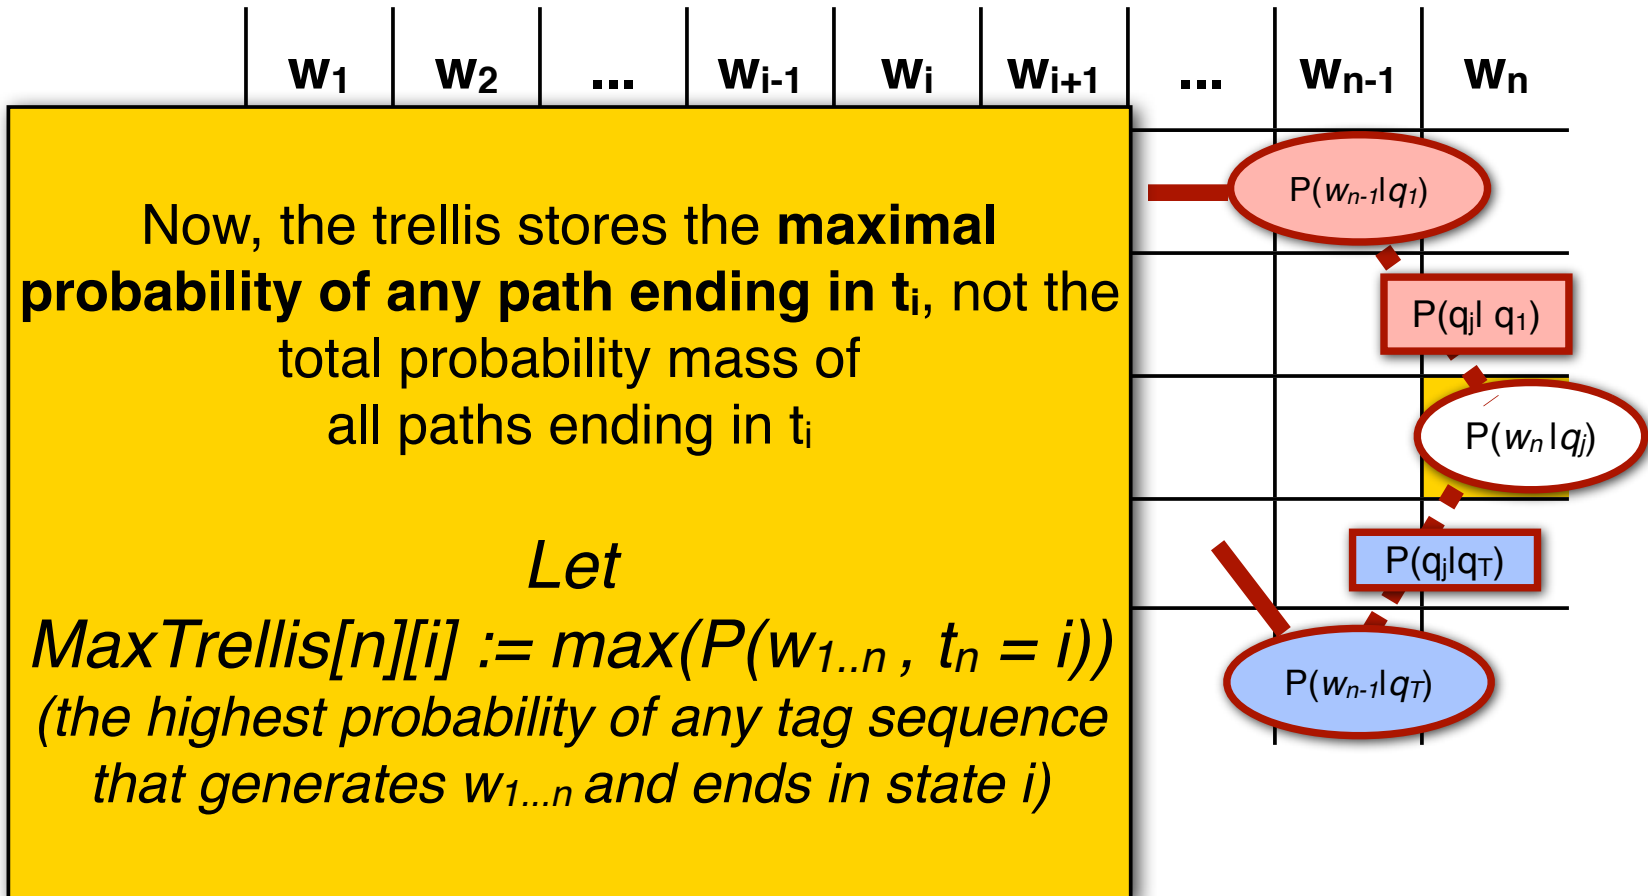 w₁ w₂ ... wᵢ₋₁ wᵢ wᵢ₊₁ ... wₙ₋₁ wₙ
Now, the trellis stores the maximal
probability of any path ending in tᵢ, not the
total probability mass of
all paths ending in tᵢ
Let
MaxTrellis[n][i] := max(P(w₁..ₙ , tₙ = i))
(the highest probability of any tag sequence
that generates w₁...ₙ and ends in state i)
P(wₙ₋₁|q₁)
P(qⱼ| q₁)
P(wₙ |qⱼ)
P(qⱼ|q_T)
P(wₙ₋₁|q_T)